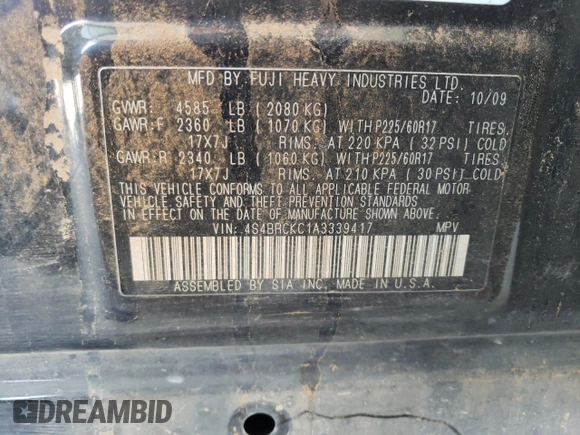 MFD BY FUJI HEAVY INDUSTRIES LTD.
DATE: 10/09
GVWR: 4585 LB (2080 KG)
GAWR:F 2360 LB (1070 KG) WITH P225/60R17 TIRES.
17X7J RIMS. AT 220 KPA (32 PSI) COLD
GAWR:R 2340 LB (1060 KG) WITH P225/60R17 TIRES.
17X7J RIMS. AT 210 KPA (30 PSI) COLD
THIS VEHICLE CONFORMS TO ALL APPLICABLE FEDERAL MOTOR
VEHICLE SAFETY AND THEFT PREVENTION STANDARDS
IN EFFECT ON THE DATE OF MANUFACTURE SHOWN ABOVE.
VIN: 4S4BRCKC1A3339417 MPV
ASSEMBLED BY SIA INC. MADE IN U.S.A.
DREAMBID